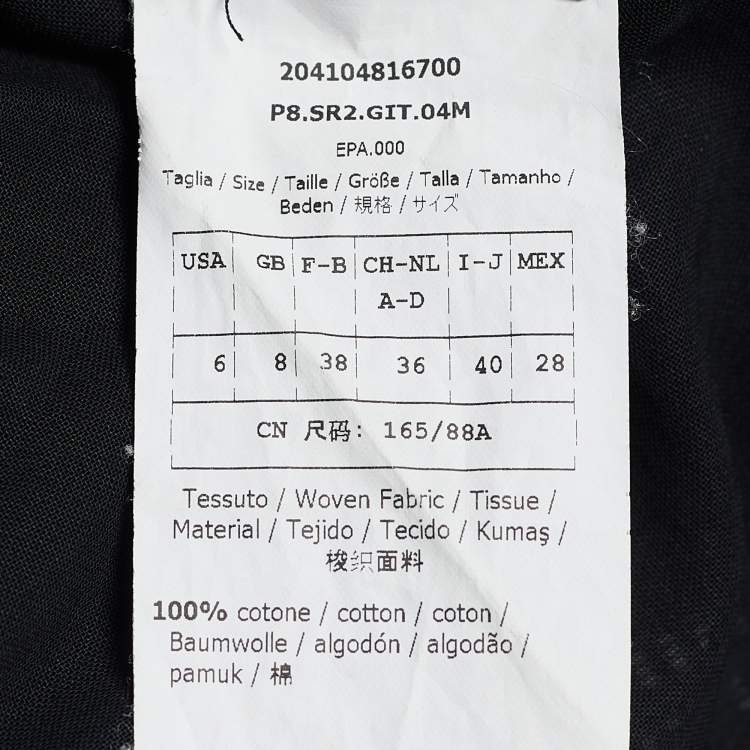 204104816700
P8.SR2.GIT.04M
EPA.000
Taglia / Size / Taille / Größe / Talla / Tamanho /
Beden / 規格 / サイズ
USA GB F-B CH-NL I-J MEX
A-D
6 8 38 36 40 28
CN 尺码: 165/88A
Tessuto / Woven Fabric / Tissue /
Material / Tejido / Tecido / Kumaş /
梭织面料
100% cotone / cotton / coton /
Baumwolle / algodón / algodão /
pamuk / 棉